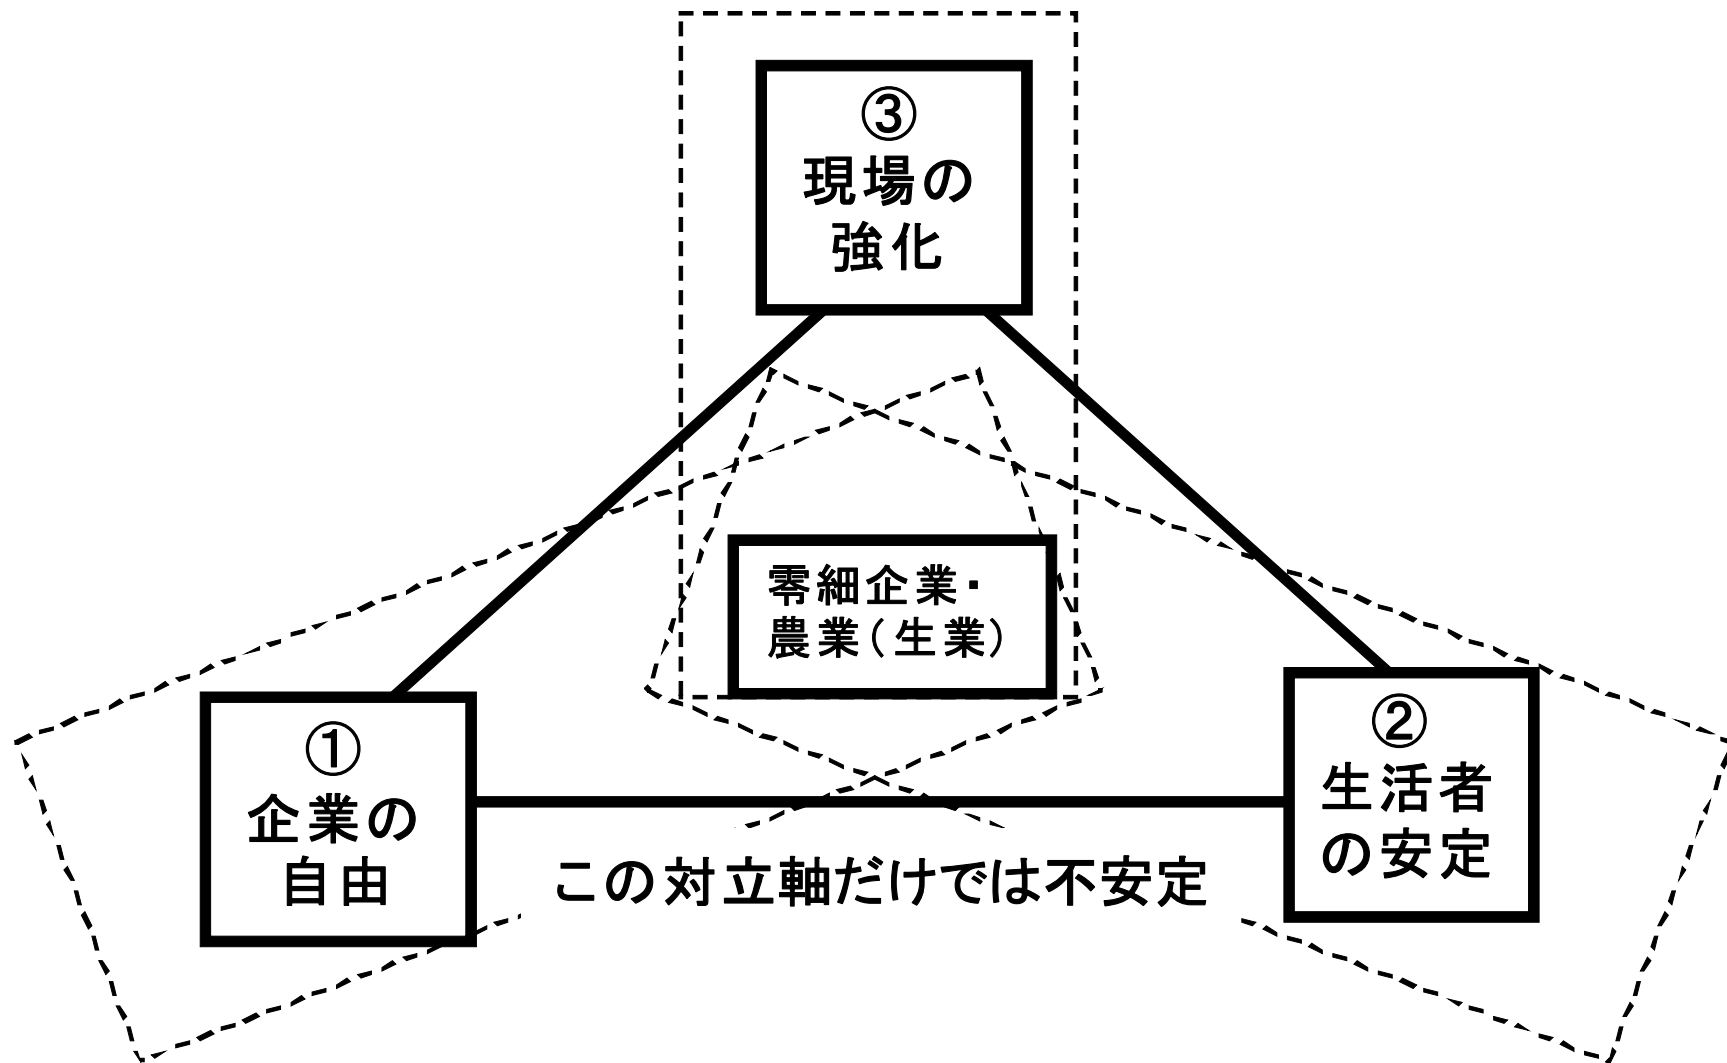 ③
現場の
強化
零細企業・
農業(生業)
①
企業の
自由
②
生活者
の安定
この対立軸だけでは不安定